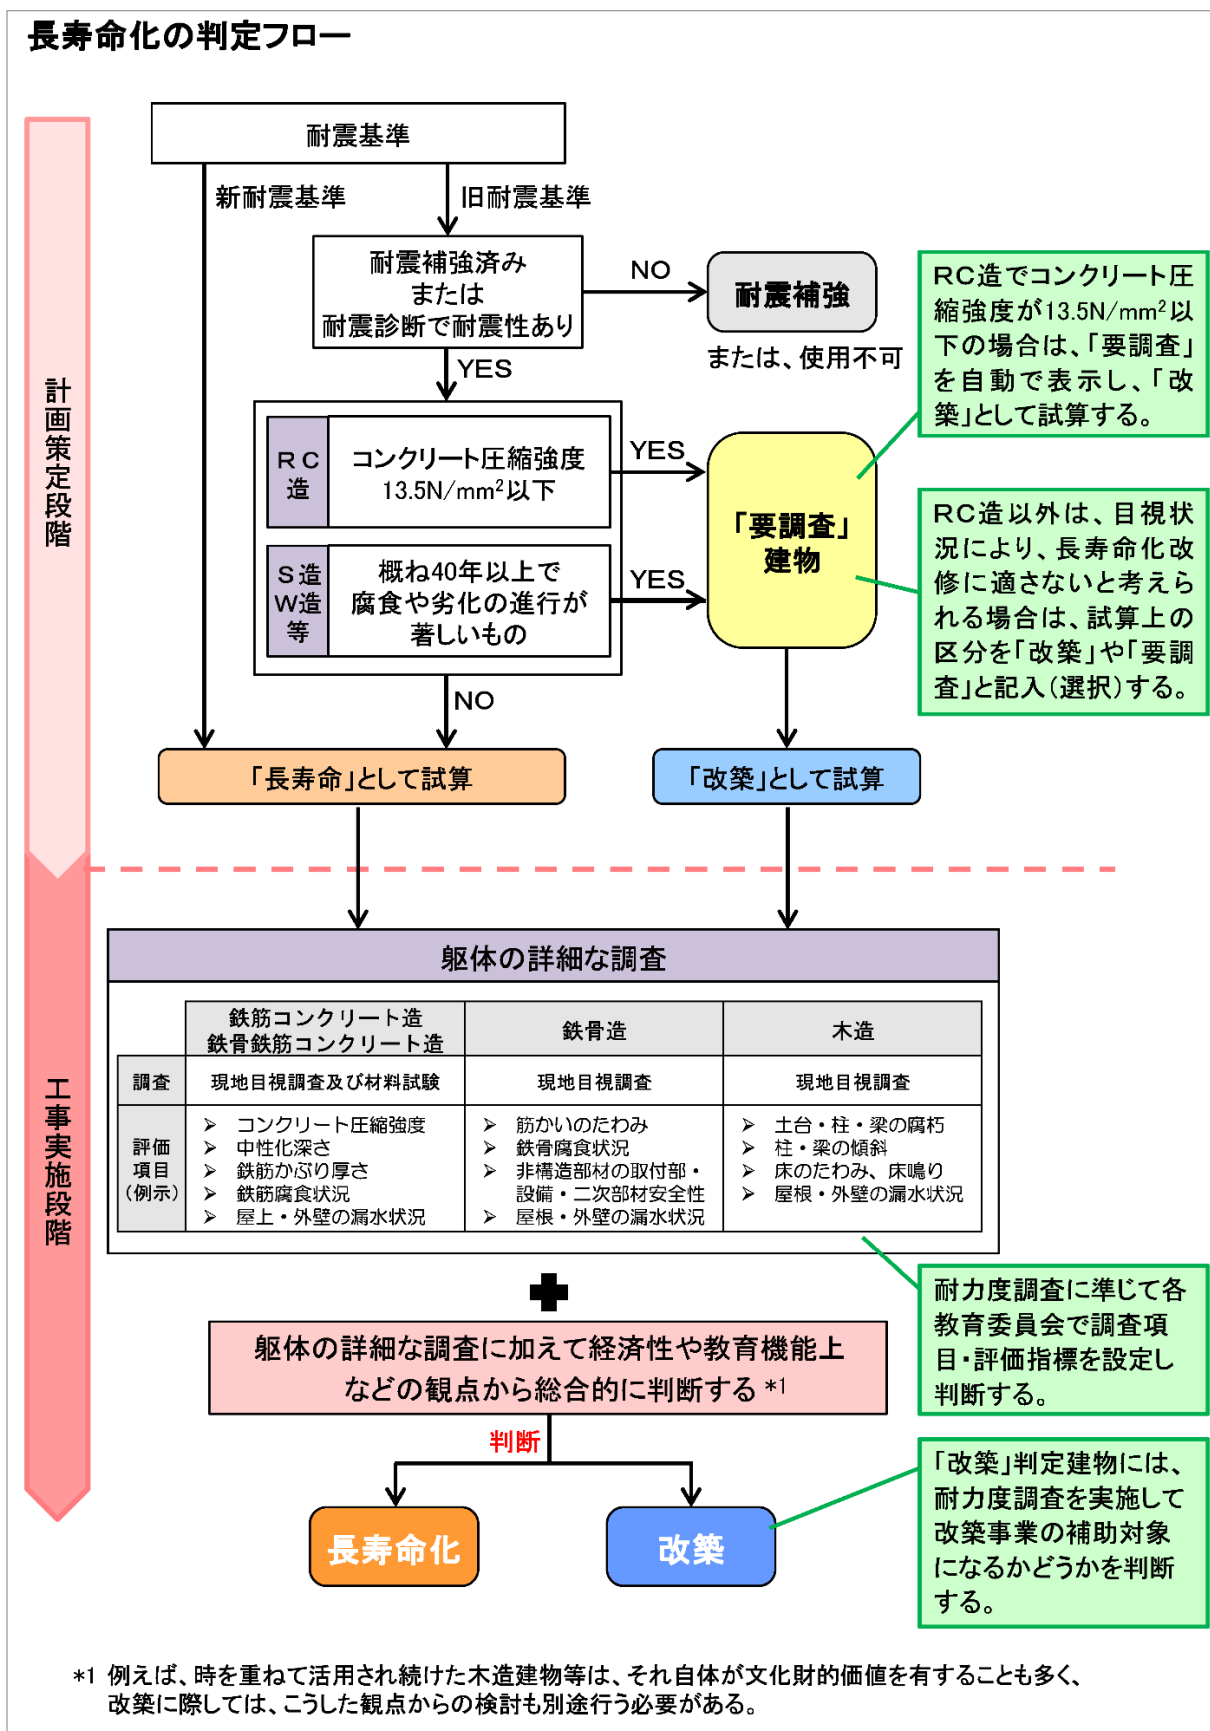 長寿命化の判定フロー
計画策定段階
耐震基準
新耐震基準
旧耐震基準
耐震補強済み
または
耐震診断で耐震性あり
NO
耐震補強
または、使用不可
YES
RC造でコンクリート圧
縮強度が13.5N/mm²以
下の場合は、「要調査」
を自動で表示し、「改
築」として試算する。
RC
造
コンクリート圧縮強度
13.5N/mm²以下
YES
S造
W造
等
概ね40年以上で
腐食や劣化の進行が
著しいもの
YES
「要調査」
建物
RC造以外は、目視状
況により、長寿命化改
修に適さないと考えら
れる場合は、試算上の
区分を「改築」や「要調
査」と記入(選択)する。
NO
「長寿命」として試算
「改築」として試算
工事実施段階
躯体の詳細な調査
鉄筋コンクリート造
鉄骨鉄筋コンクリート造
鉄骨造
木造
調査
現地目視調査及び材料試験
現地目視調査
現地目視調査
評価
項目
(例示)
➢ コンクリート圧縮強度
➢ 中性化深さ
➢ 鉄筋かぶり厚さ
➢ 鉄筋腐食状況
➢ 屋上・外壁の漏水状況
➢ 筋かいのたわみ
➢ 鉄骨腐食状況
➢ 非構造部材の取付部・
設備・二次部材安全性
➢ 屋根・外壁の漏水状況
➢ 土台・柱・梁の腐朽
➢ 柱・梁の傾斜
➢ 床のたわみ、床鳴り
➢ 屋根・外壁の漏水状況
耐力度調査に準じて各
教育委員会で調査項
目・評価指標を設定し
判断する。
躯体の詳細な調査に加えて経済性や教育機能上
などの観点から総合的に判断する *1
判断
長寿命化
改築
「改築」判定建物には、
耐力度調査を実施して
改築事業の補助対象
になるかどうかを判断
する。
*1 例えば、時を重ねて活用され続けた木造建物等は、それ自体が文化財的価値を有することも多く、
改築に際しては、こうした観点からの検討も別途行う必要がある。